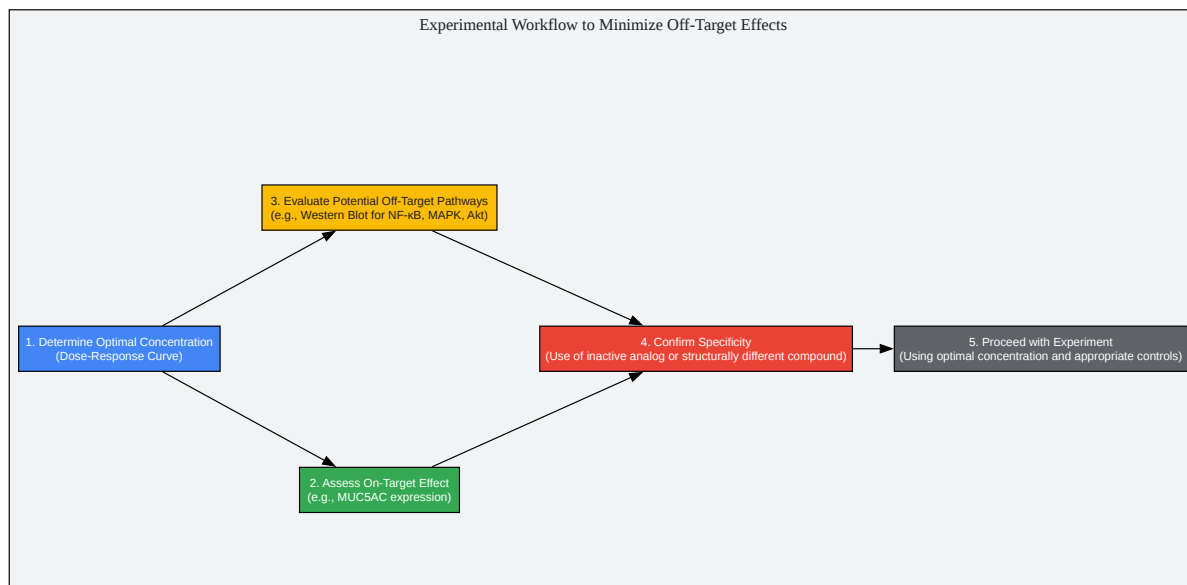 Experimental Workflow to Minimize Off-Target Effects
1. Determine Optimal Concentration
(Dose-Response Curve)
2. Assess On-Target Effect
(e.g., MUC5AC expression)
3. Evaluate Potential Off-Target Pathways
(e.g., Western Blot for NF-κB, MAPK, Akt)
4. Confirm Specificity
(Use of inactive analog or structurally different compound)
5. Proceed with Experiment
(Using optimal concentration and appropriate controls)